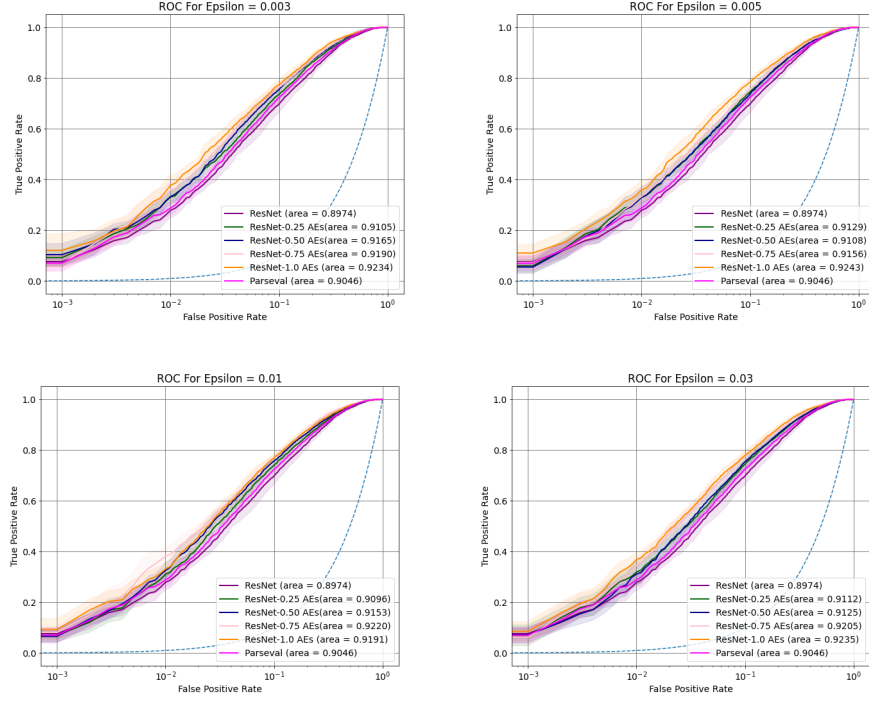 ROC For Epsilon = 0.003
True Positive Rate
1.0
0.8
0.6
0.4
0.2
0.0
ResNet (area = 0.8974)
ResNet-0.25 AEs(area = 0.9105)
ResNet-0.50 AEs(area = 0.9165)
ResNet-0.75 AEs(area = 0.9190)
ResNet-1.0 AEs (area = 0.9234)
Parseval (area = 0.9046)
10⁻³ 10⁻² 10⁻¹ 10⁰
False Positive Rate
ROC For Epsilon = 0.005
True Positive Rate
1.0
0.8
0.6
0.4
0.2
0.0
ResNet (area = 0.8974)
ResNet-0.25 AEs(area = 0.9129)
ResNet-0.50 AEs(area = 0.9108)
ResNet-0.75 AEs(area = 0.9156)
ResNet-1.0 AEs (area = 0.9243)
Parseval (area = 0.9046)
10⁻³ 10⁻² 10⁻¹ 10⁰
False Positive Rate
ROC For Epsilon = 0.01
True Positive Rate
1.0
0.8
0.6
0.4
0.2
0.0
ResNet (area = 0.8974)
ResNet-0.25 AEs(area = 0.9096)
ResNet-0.50 AEs(area = 0.9153)
ResNet-0.75 AEs (area = 0.9220)
ResNet-1.0 AEs (area = 0.9191)
Parseval (area = 0.9046)
10⁻³ 10⁻² 10⁻¹ 10⁰
False Positive Rate
ROC For Epsilon = 0.03
True Positive Rate
1.0
0.8
0.6
0.4
0.2
0.0
ResNet (area = 0.8974)
ResNet-0.25 AEs(area = 0.9112)
ResNet-0.50 AEs(area = 0.9125)
ResNet-0.75 AEs(area = 0.9205)
ResNet-1.0 AEs (area = 0.9235)
Parseval (area = 0.9046)
10⁻³ 10⁻² 10⁻¹ 10⁰
False Positive Rate